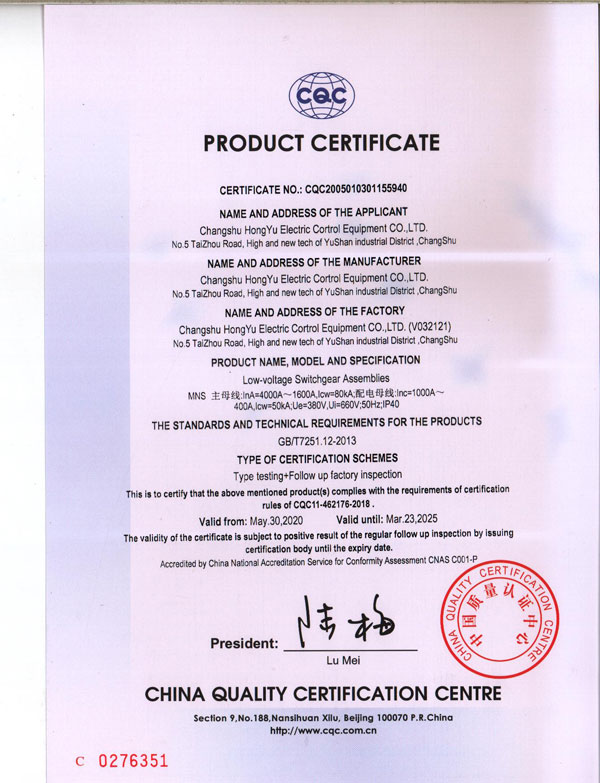 CQC
PRODUCT CERTIFICATE
CERTIFICATE NO.: CQC2005010301155940
NAME AND ADDRESS OF THE APPLICANT
Changshu HongYu Electric Cortrol Equipment CO.,LTD.
No.5 TaiZhou Road, High and new tech of YuShan industrial District ,ChangShu
NAME AND ADDRESS OF THE MANUFACTURER
Changshu HongYu Electric Cortrol Equipment CO.,LTD.
No.5 TaiZhou Road, High and new tech of YuShan industrial District ,ChangShu
NAME AND ADDRESS OF THE FACTORY
Changshu HongYu Electric Cortrol Equipment CO.,LTD. (V032121)
No.5 TaiZhou Road, High and new tech of YuShan industrial District ,ChangShu
PRODUCT NAME, MODEL AND SPECIFICATION
Low-voltage Switchgear Assemblies
MNS 主母线:InA=4000A～1600A,Icw=80kA;配电母线:Inc=1000A～
400A,Icw=50kA;Ue=380V,Ui=660V;50Hz;IP40
THE STANDARDS AND TECHNICAL REQUIREMENTS FOR THE PRODUCTS
GB/T7251.12-2013
TYPE OF CERTIFICATION SCHEMES
Type testing+Follow up factory inspection
This is to certify that the above mentioned product(s) complies with the requirements of certification
rules of CQC11-462176-2018 .
Valid from: May.30,2020 Valid until: Mar.23,2025
The validity of the certificate is subject to positive result of the regular follow up inspection by issuing
certification body until the expiry date.
Accredited by China National Accreditation Service for Conformity Assessment CNAS C001-P
CHINA QUALITY CERTIFICATION CENTRE
中国质量认证中心
陆梅
President:
Lu Mei
CHINA QUALITY CERTIFICATION CENTRE
Section 9,No.188,Nansihuan Xilu, Beijing 100070 P.R.China
http://www.cqc.com.cn
C 0276351